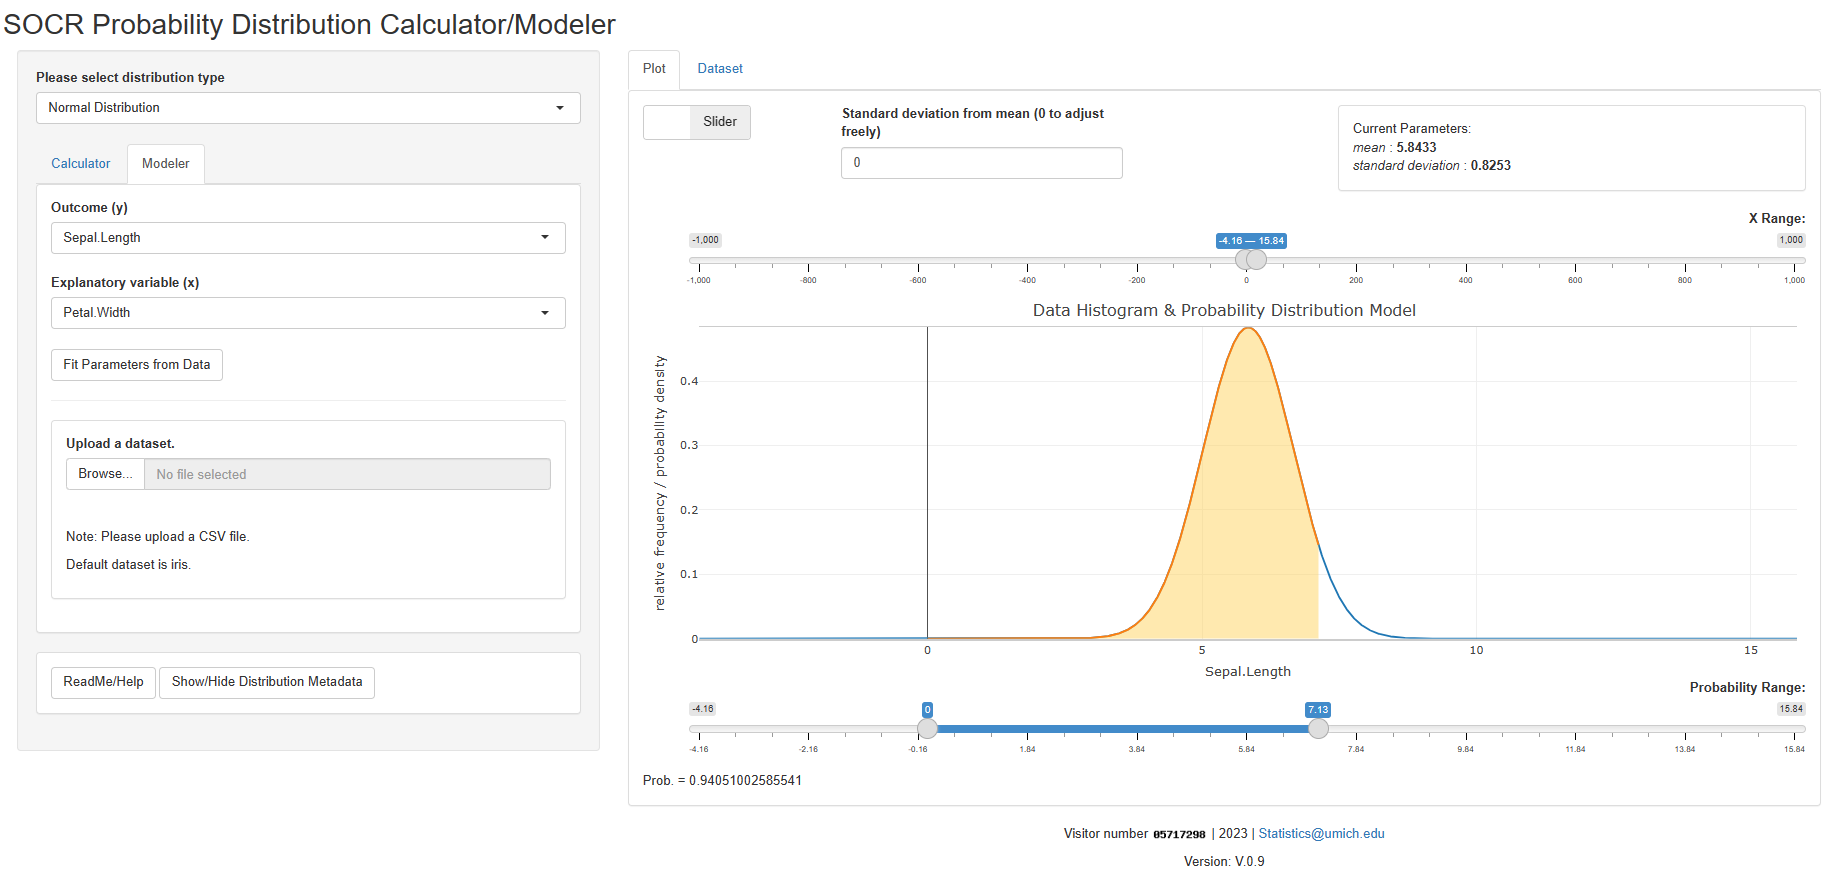 SOCR Probability Distribution Calculator/Modeler
Please select distribution type
Normal Distribution
Calculator
Modeler
Outcome (y)
Sepal.Length
Explanatory variable (x)
Petal.Width
Fit Parameters from Data
Upload a dataset.
Browse...
No file selected
Note: Please upload a CSV file.
Default dataset is iris.
ReadMe/Help
Show/Hide Distribution Metadata
Plot
Dataset
Slider
Standard deviation from mean (0 to adjust
freely)
0
Current Parameters:
mean : 5.8433
standard deviation : 0.8253
X Range:
-1,000
-4.16 — 15.84
1,000
-1,000 -800 -600 -400 -200 0 200 400 600 800 1,000
Data Histogram & Probability Distribution Model
relative frequency / probability density
0.4
0.3
0.2
0.1
0
0 5 10 15
Sepal.Length
Probability Range:
-4.16
0
7.13
15.84
-4.16 -2.16 -0.16 1.84 3.84 5.84 7.84 9.84 11.84 13.84 15.84
Prob. = 0.94051002585541
Visitor number 05717298 | 2023 | Statistics@umich.edu
Version: V.0.9